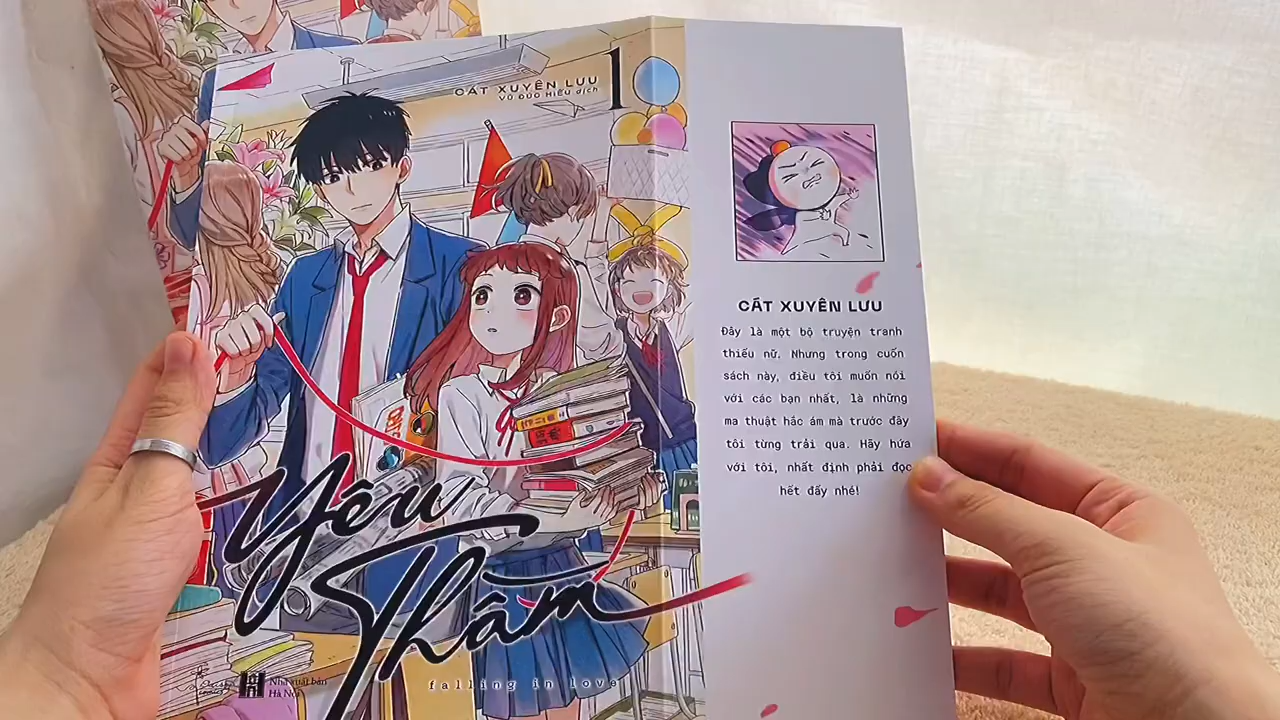 CÁT XUYÊN LƯU
VŨ ĐỨC HIẾU dịch
1
Yêu
Thầm
falling in love
Nhà xuất bản
Hà Nội
CÁT XUYÊN LƯU
Đây là một bộ truyện tranh
thiếu nữ. Nhưng trong cuốn
sách này, điều tôi muốn nói
với các bạn nhất, là những
ma thuật hắc ám mà trước đây
tôi từng trải qua. Hãy hứa
với tôi, nhất định phải đọc
hết đấy nhé!